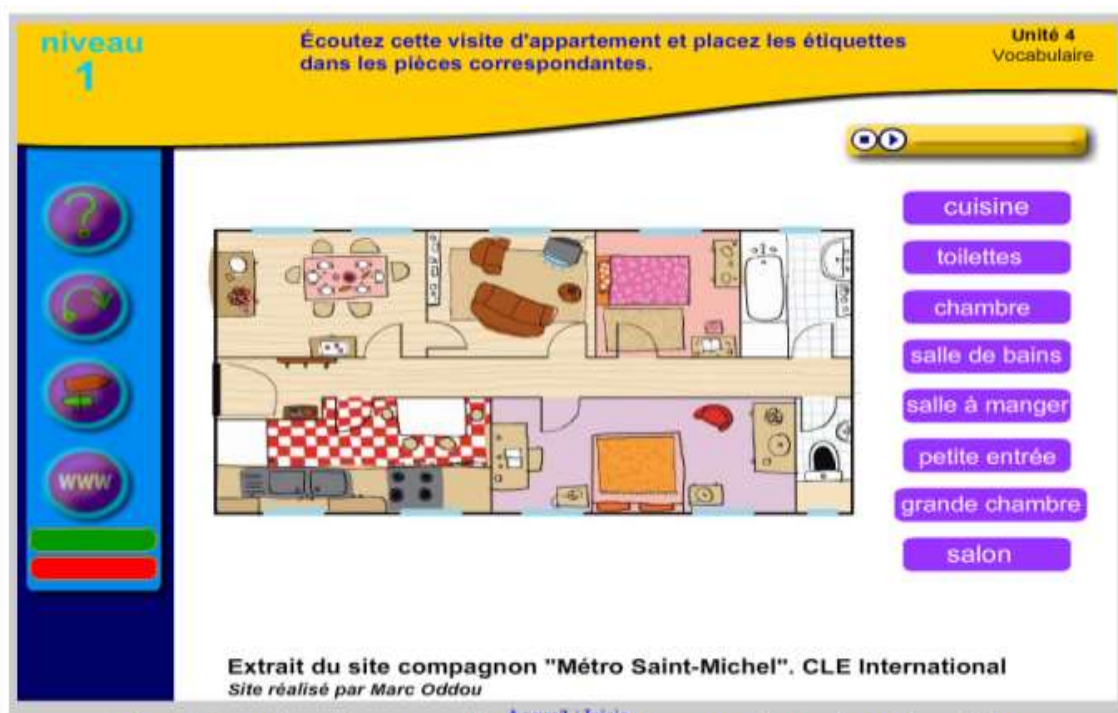 niveau
1
Écoutez cette visite d'appartement et placez les étiquettes
dans les pièces correspondantes.
Unité 4
Vocabulaire
cuisine
toilettes
chambre
salle de bains
salle à manger
petite entrée
grande chambre
salon
?
WWW
Extrait du site compagnon "Métro Saint-Michel". CLE International
Site réalisé par Marc Oddou